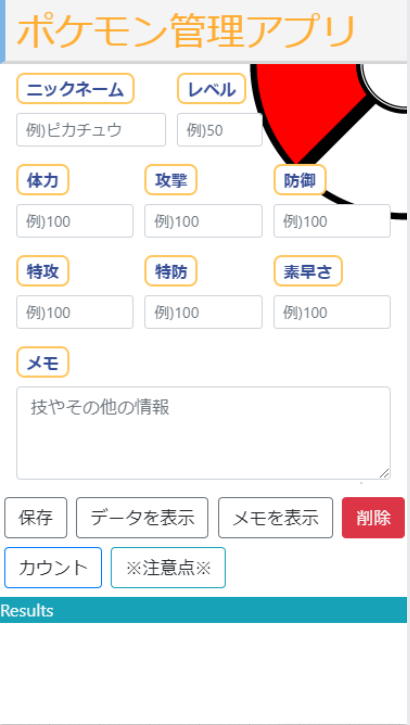 ポケモン管理アプリ
ニックネーム レベル
例)ピカチュウ 例)50
体力 攻撃 防御
例)100 例)100 例)100
特攻 特防 素早さ
例)100 例)100 例)100
メモ
技やその他の情報
保存 データを表示 メモを表示 削除
カウント ※注意点※
Results